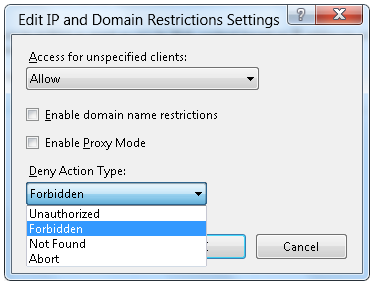 Edit IP and Domain Restrictions Settings
Access for unspecified clients:
Allow
Enable domain name restrictions
Enable Proxy Mode
Deny Action Type:
Forbidden
Unauthorized
Forbidden
Not Found
Abort
Cancel